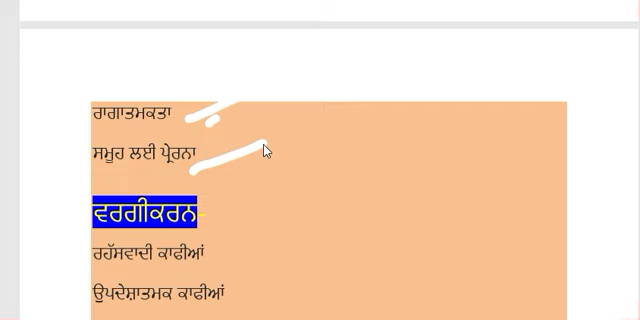 ਰਾਗਾਤਮਕਤਾ
ਸਮੂਹ ਲਈ ਪ੍ਰੇਰਨਾ
ਵਰਗੀਕਰਨ-
ਰਹੱਸਵਾਦੀ ਕਾਫੀਆਂ
ਉਪਦੇਸ਼ਾਤਮਕ ਕਾਫੀਆਂ